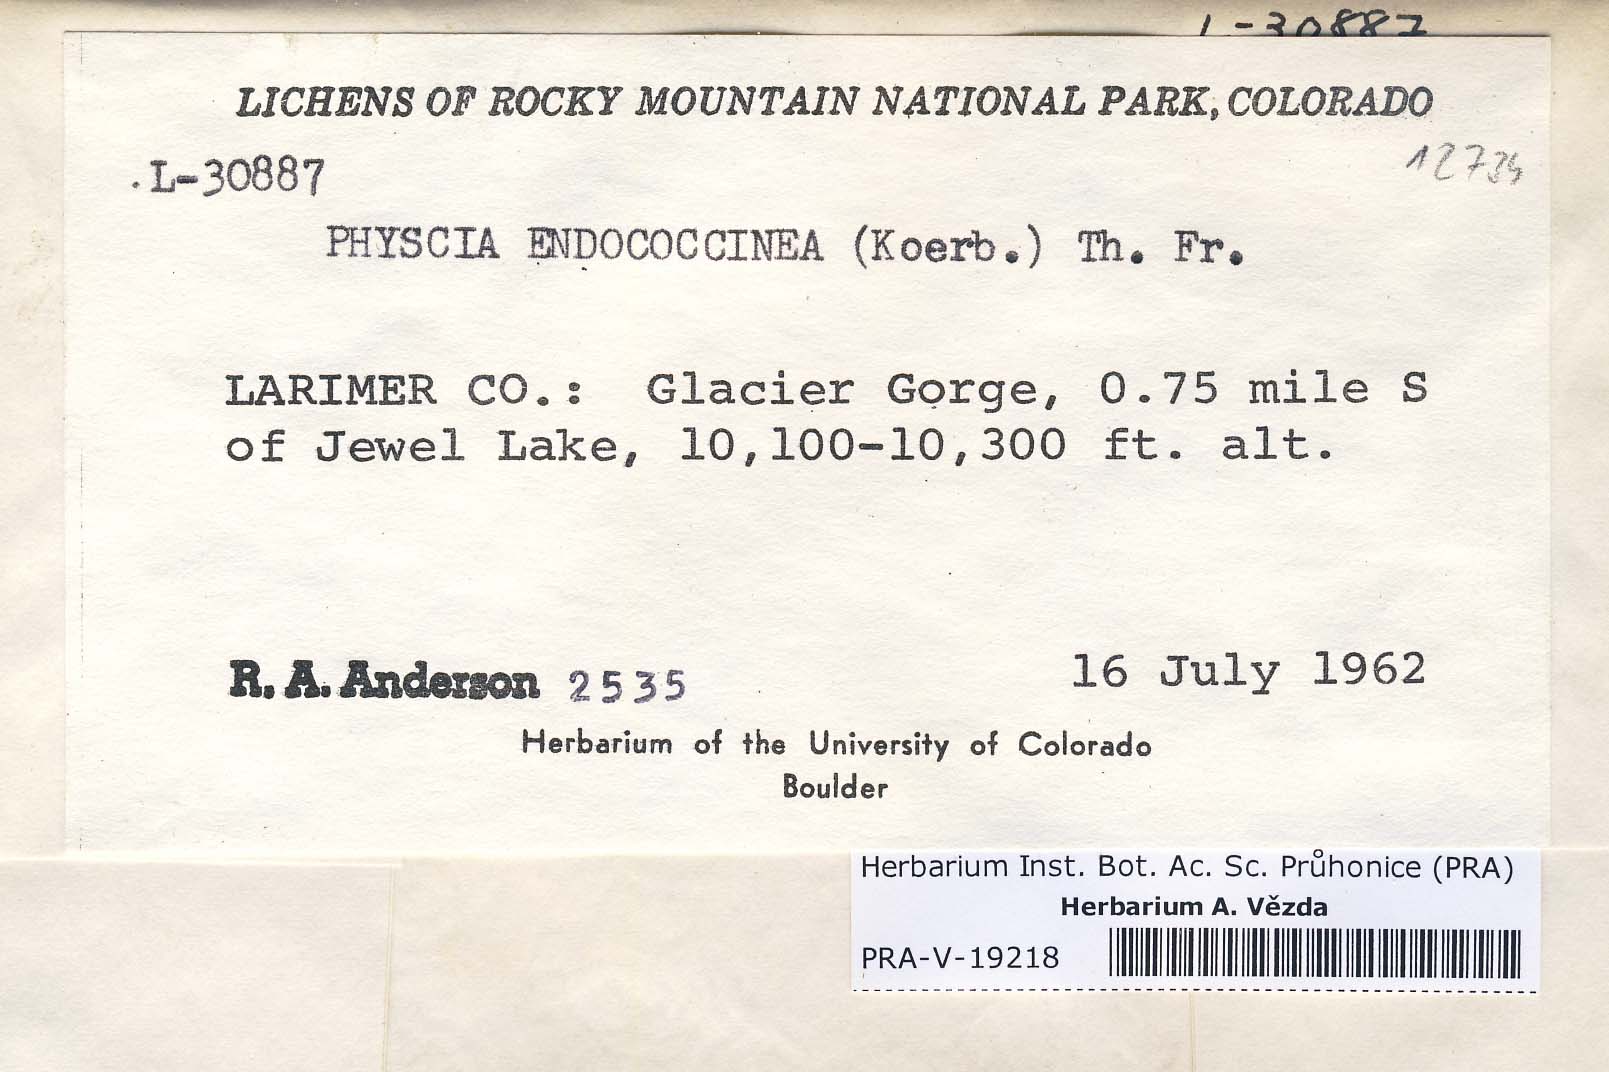 L-30887
LICHENS OF ROCKY MOUNTAIN NATIONAL PARK, COLORADO
.L-30887
12734
PHYSCIA ENDOCOCCINEA (Koerb.) Th. Fr.
LARIMER CO.: Glacier Gorge, 0.75 mile S
of Jewel Lake, 10,100-10,300 ft. alt.
R. A. Anderson 2535
16 July 1962
Herbarium of the University of Colorado
Boulder
Herbarium Inst. Bot. Ac. Sc. Průhonice (PRA)
Herbarium A. Vězda
PRA-V-19218